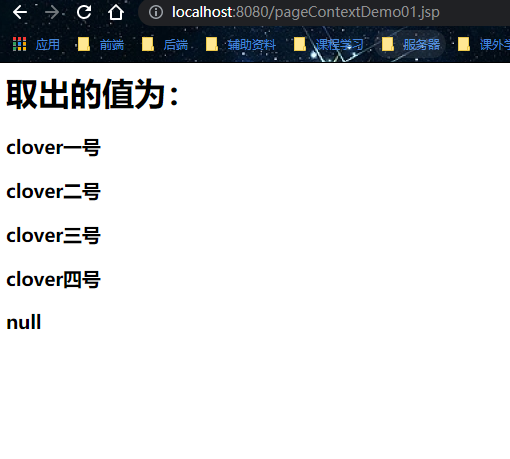 localhost:8080/pageContextDemo01.jsp
应用 前端 后端 辅助资料 课程学习 服务器 课外学
取出的值为：
clover一号
clover二号
clover三号
clover四号
null